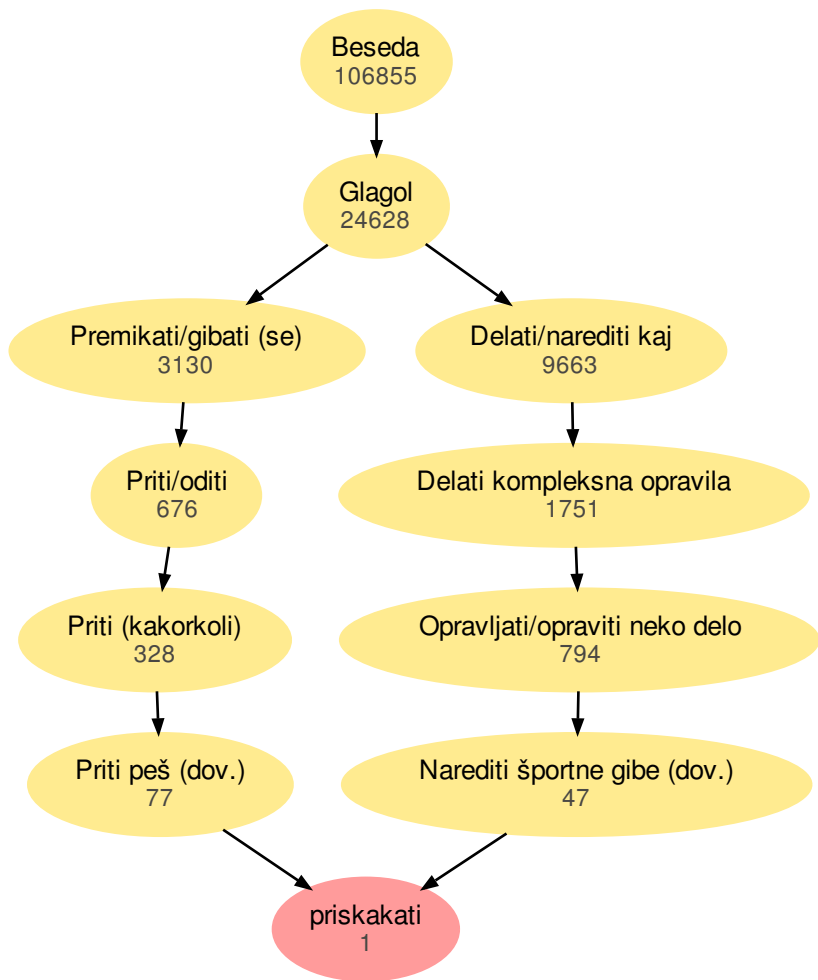 Beseda
106855
Glagol
24628
Premikati/gibati (se)
3130
Delati/narediti kaj
9663
Priti/oditi
676
Delati kompleksna opravila
1751
Priti (kakorkoli)
328
Opravljati/opraviti neko delo
794
Priti peš (dov.)
77
Narediti športne gibe (dov.)
47
priskakati
1